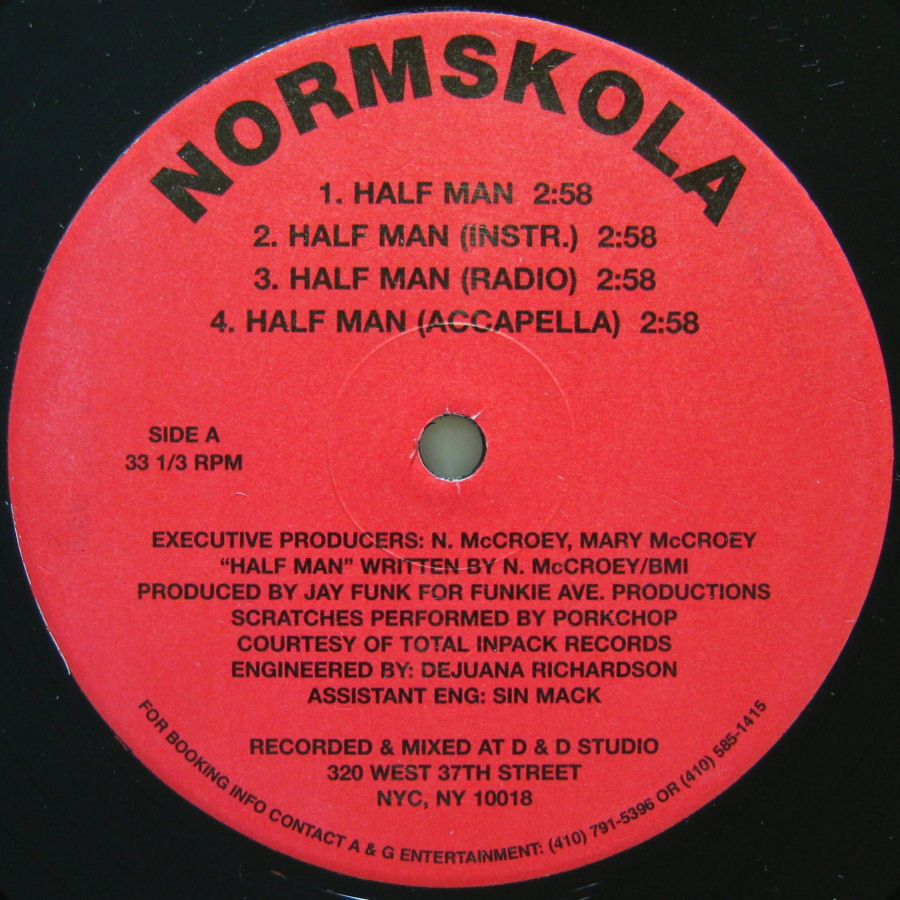 NORMSKOLA
1. HALF MAN 2:58
2. HALF MAN (INSTR.) 2:58
3. HALF MAN (RADIO) 2:58
4. HALF MAN (ACCAPELLA) 2:58
SIDE A
33 1/3 RPM
EXECUTIVE PRODUCERS: N. McCROEY, MARY McCROEY
“HALF MAN” WRITTEN BY N. McCROEY/BMI
PRODUCED BY JAY FUNK FOR FUNKIE AVE. PRODUCTIONS
SCRATCHES PERFORMED BY PORKCHOP
COURTESY OF TOTAL INPACK RECORDS
ENGINEERED BY: DEJUANA RICHARDSON
ASSISTANT ENG: SIN MACK
RECORDED & MIXED AT D & D STUDIO
320 WEST 37TH STREET
NYC, NY 10018
FOR BOOKING INFO CONTACT A & G ENTERTAINMENT: (410) 791-5396 OR (410) 585-1415